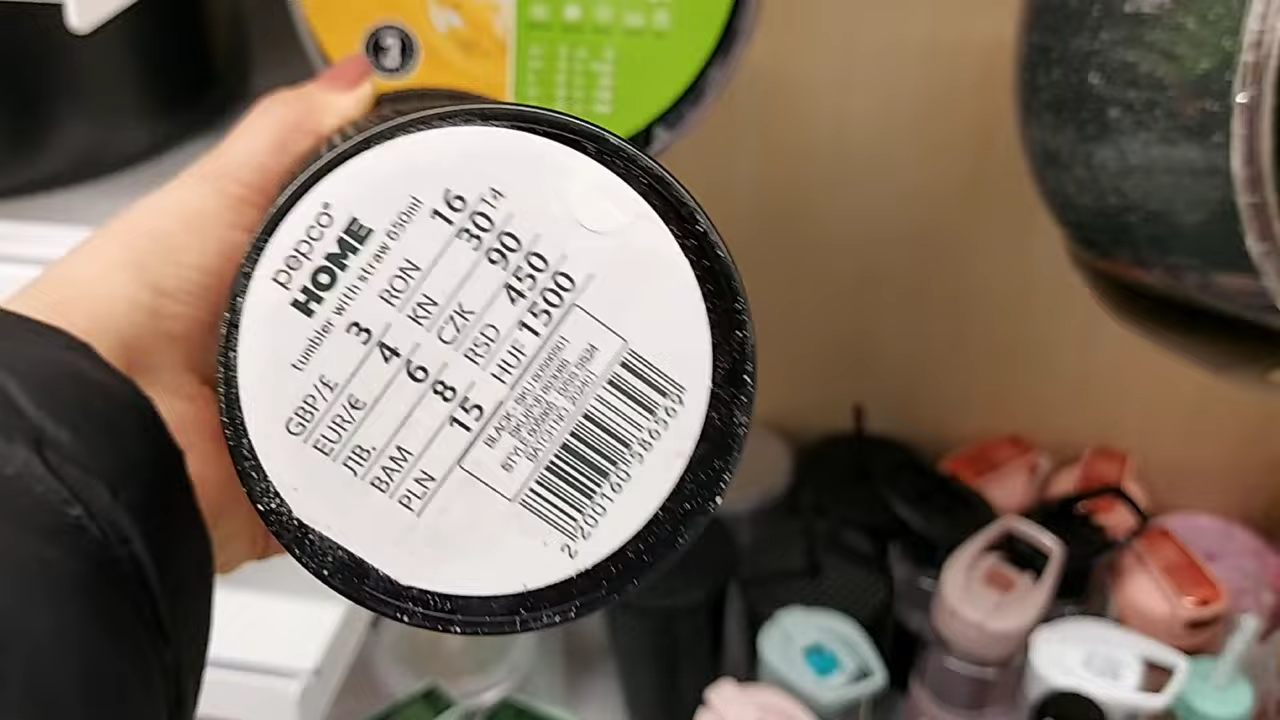 pepco®
HOME
tumbler with straw 650ml
GBP/£ 3
EUR/€ 4
ЛВ. 6
BAM 8
PLN 15
RON 16
KN 30 14
CZK 90
RSD 450
HUF 1500